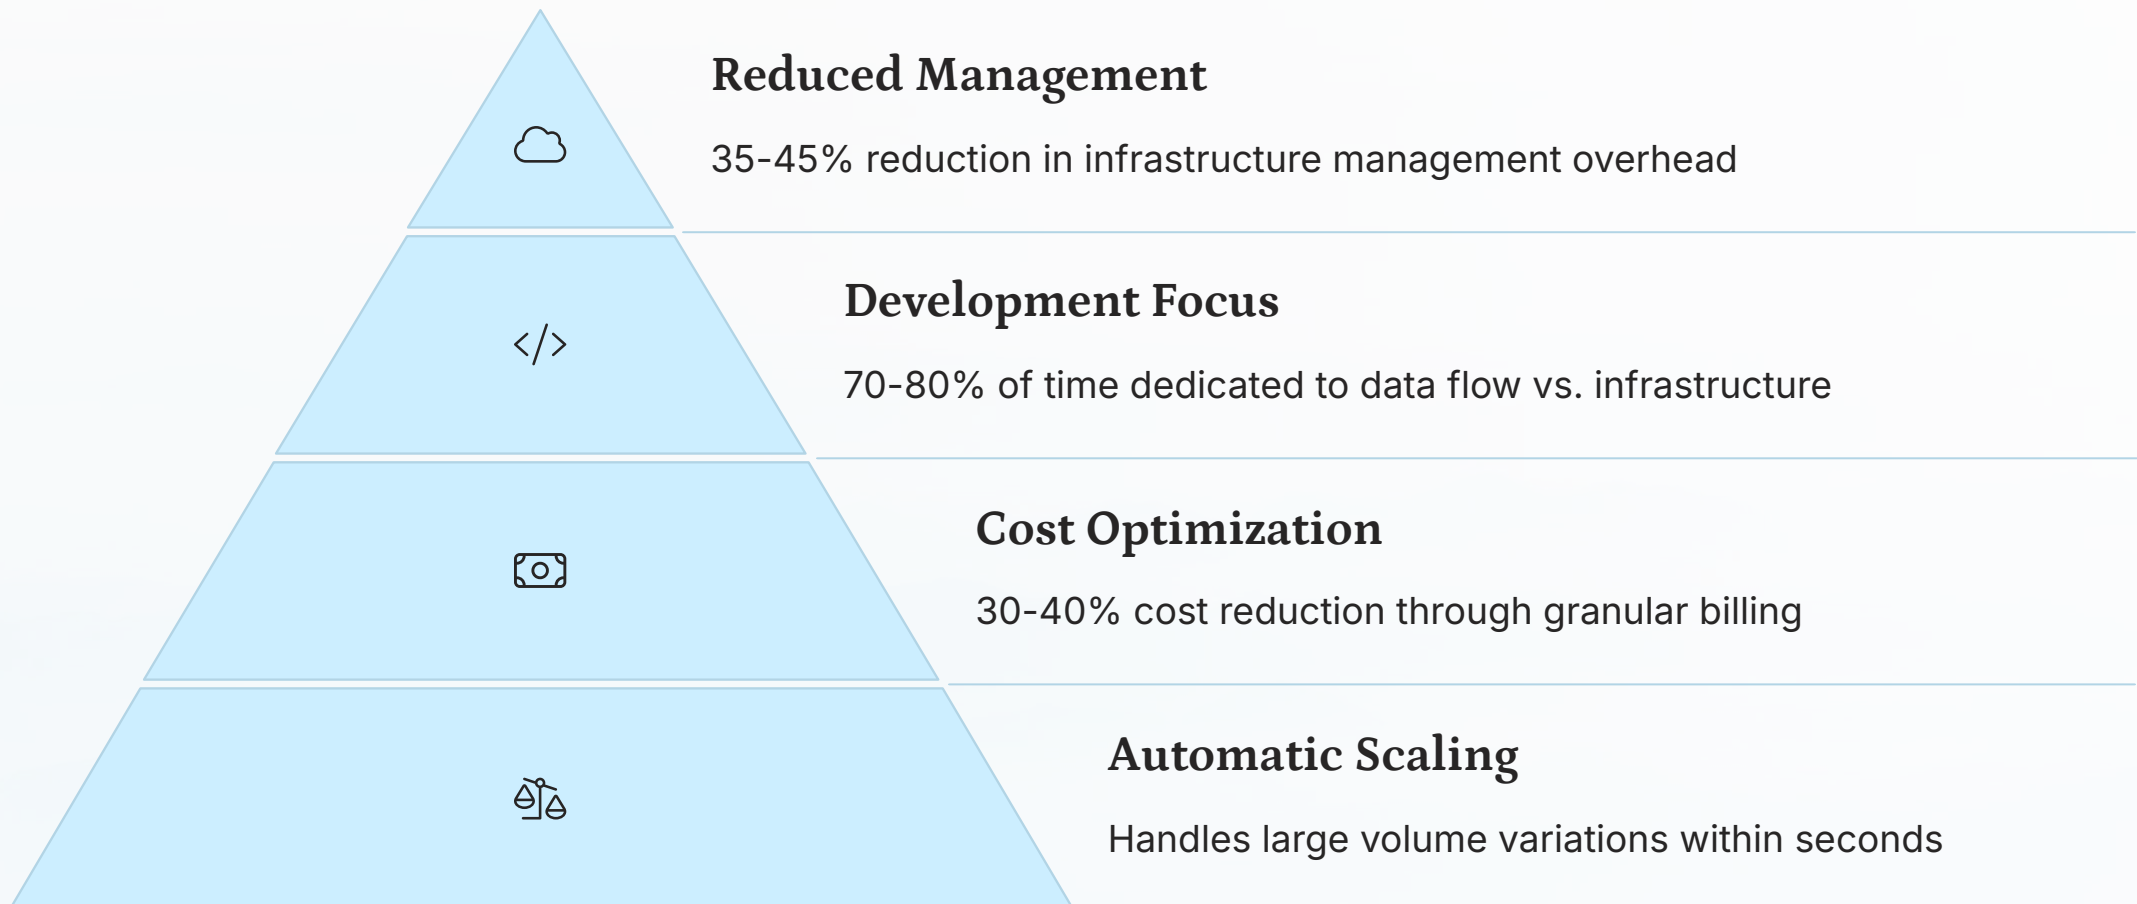 Reduced Management
35-45% reduction in infrastructure management overhead
Development Focus
70-80% of time dedicated to data flow vs. infrastructure
Cost Optimization
30-40% cost reduction through granular billing
Automatic Scaling
Handles large volume variations within seconds